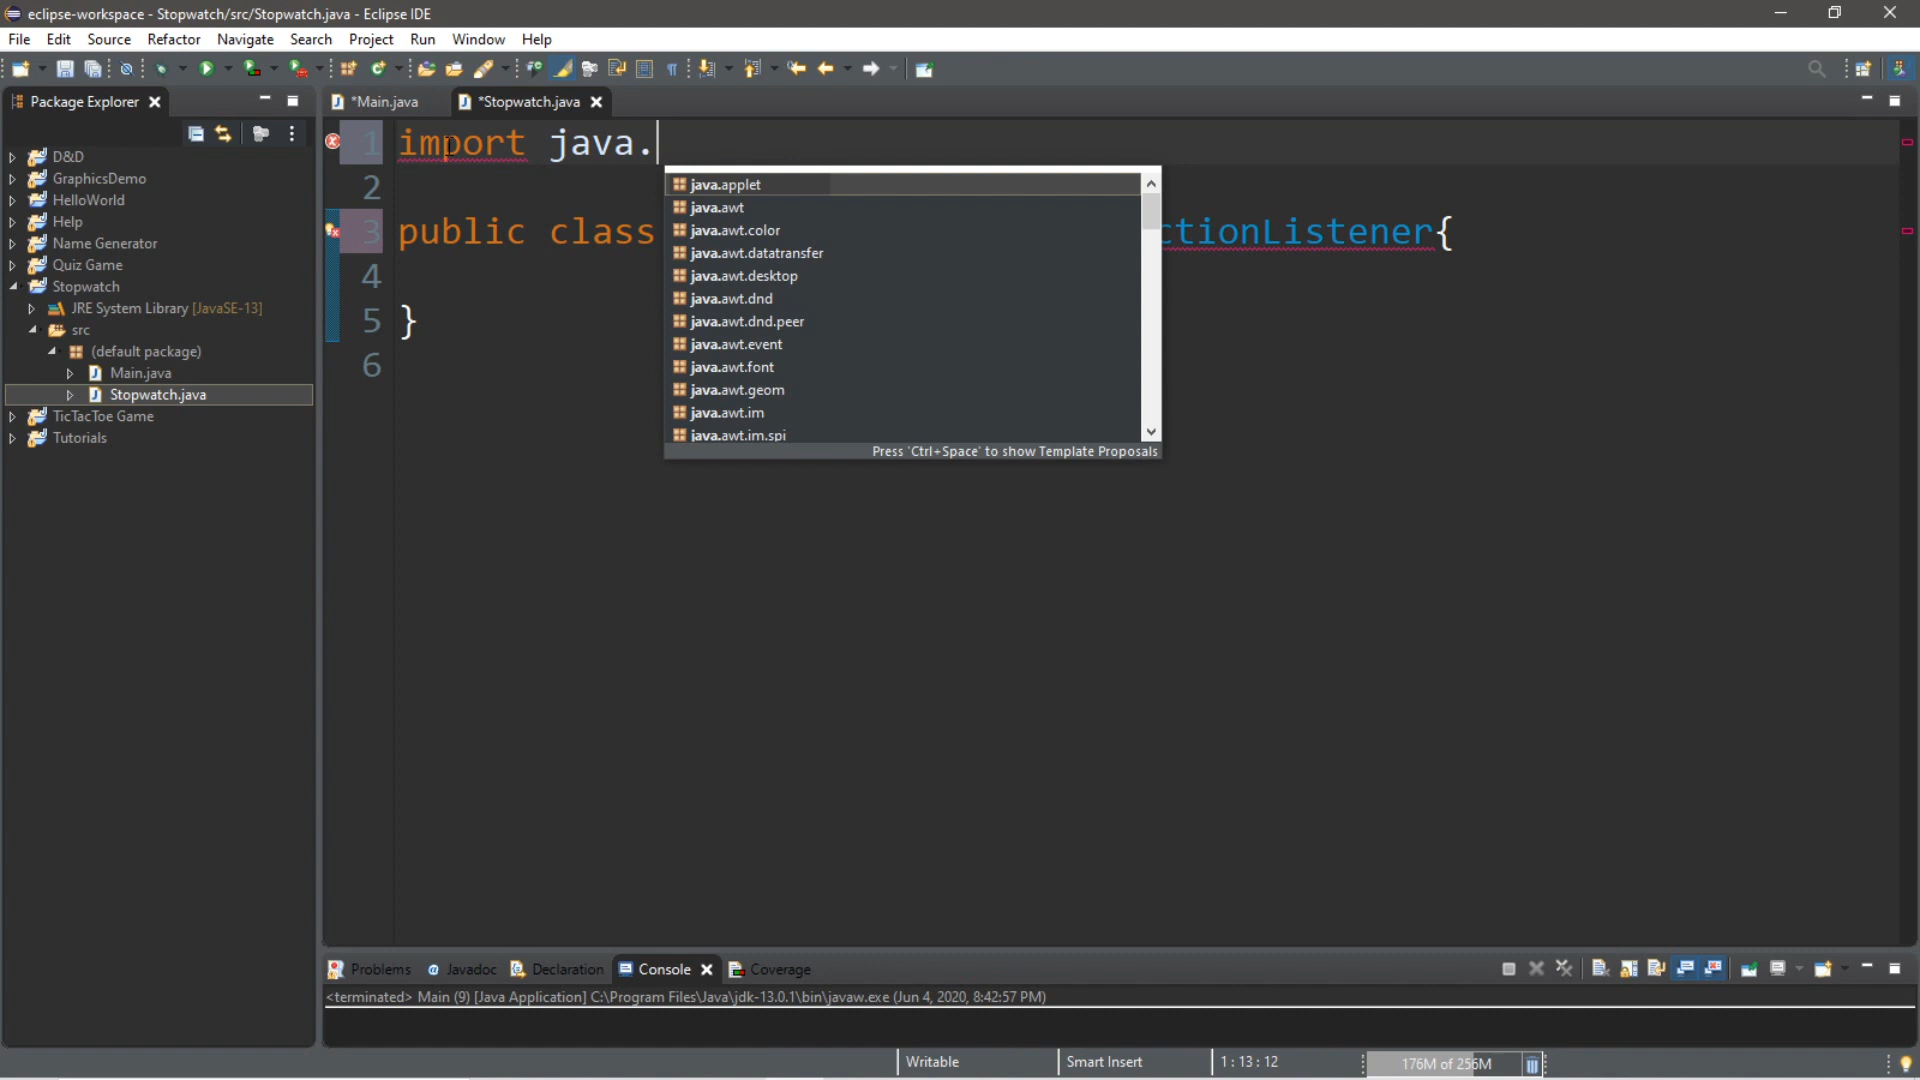 eclipse-workspace - Stopwatch/src/Stopwatch.java - Eclipse IDE
File Edit Source Refactor Navigate Search Project Run Window Help
Package Explorer
*Main.java *Stopwatch.java
D&D
GraphicsDemo
HelloWorld
Help
Name Generator
Quiz Game
Stopwatch
JRE System Library [JavaSE-13]
src
(default package)
Main.java
Stopwatch.java
TicTacToe Game
Tutorials
1 import java.
2
3 public class ctionListener{
4
5 }
6
java.applet
java.awt
java.awt.color
java.awt.datatransfer
java.awt.desktop
java.awt.dnd
java.awt.dnd.peer
java.awt.event
java.awt.font
java.awt.geom
java.awt.im
java.awt.im.spi
Press 'Ctrl+Space' to show Template Proposals
Problems @ Javadoc Declaration Console Coverage
<terminated> Main (9) [Java Application] C:\Program Files\Java\jdk-13.0.1\bin\javaw.exe (Jun 4, 2020, 8:42:57 PM)
Writable Smart Insert 1 : 13 : 12 176M of 256M